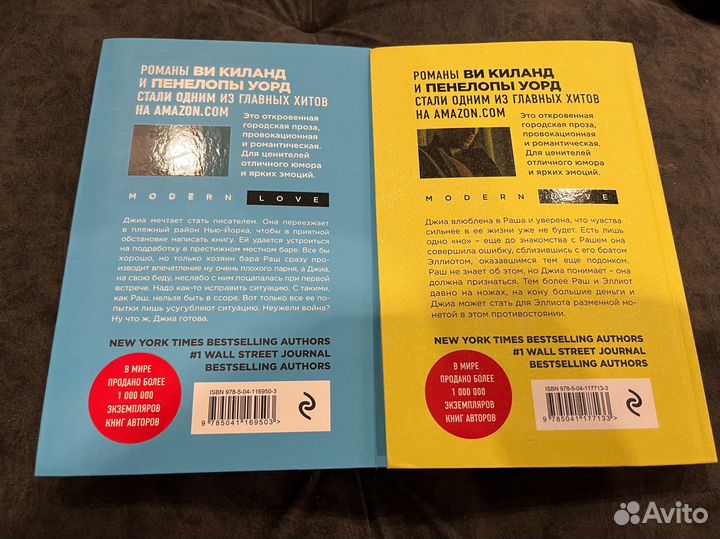 РОМАНЫ ВИ КИЛАНД
И ПЕНЕЛОПЫ УОРД
СТАЛИ ОДНИМ ИЗ ГЛАВНЫХ ХИТОВ
НА AMAZON.COM
Это откровенная
городская проза,
провокационная
и романтическая.
Для ценителей
отличного юмора
и ярких эмоций.
MODERN LOVE
Джиа мечтает стать писателем. Она переезжает
в пляжный район Нью-Йорка, чтобы в приятной
обстановке написать книгу. Ей удается устроиться
на подработку в престижном местном баре. Все бы
хорошо, но только хозяин бара Раш сразу про-
изводит впечатление ну очень плохого парня, а Джиа,
на свою беду, неслабо с ним поцапалась при первой
встрече. Надо как-то исправить ситуацию. С такими,
как Раш, нельзя быть в ссоре. Вот только все ее по-
пытки лишь усугубляют ситуацию. Неужели война?
Ну что ж, Джиа готова.
NEW YORK TIMES BESTSELLING AUTHORS
#1 WALL STREET JOURNAL
BESTSELLING AUTHORS
В МИРЕ
ПРОДАНО БОЛЕЕ
1 000 000
ЭКЗЕМПЛЯРОВ
КНИГ АВТОРОВ
ISBN 978-5-04-116950-3
9 785041 169503 >
РОМАНЫ ВИ КИЛАНД
И ПЕНЕЛОПЫ УОРД
СТАЛИ ОДНИМ ИЗ ГЛАВНЫХ ХИТОВ
НА AMAZON.COM
Это откровенная
городская проза,
провокационная
и романтическая.
Для ценителей
отличного юмора
и ярких эмоций.
MODERN LOVE
Джиа влюблена в Раша и уверена, что чувства
сильнее в ее жизни уже не будет. Есть лишь
одно «но» – еще до знакомства с Рашем она
совершила ошибку, сблизившись с его братом
Эллиотом, оказавшимся тем еще подонком.
Раш не знает об этом, но Джиа понимает – она
должна признаться. Тем более Раш и Эллиот
давно на ножах, на кону большие деньги и
Джиа может стать для Эллиота разменной мо-
нетой в этом противостоянии.
NEW YORK TIMES BESTSELLING AUTHORS
#1 WALL STREET JOURNAL
BESTSELLING AUTHORS
В МИРЕ
ПРОДАНО БОЛЕЕ
1 000 000
ЭКЗЕМПЛЯРОВ
КНИГ АВТОРОВ
ISBN 978-5-04-117713-3
9 785041 177133 >
Avito